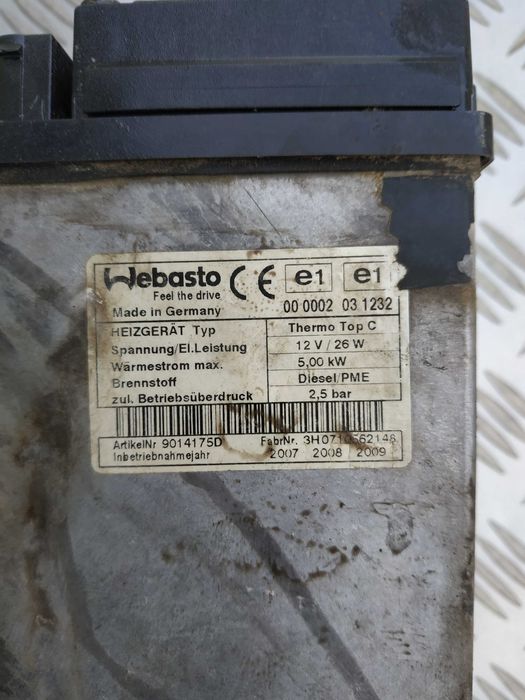 Webasto CE e1 e1
Feel the drive
Made in Germany 00 0002 03 1232
HEIZGERÄT Typ Thermo Top C
Spannung/El.Leistung 12 V / 26 W
Wärmestrom max. 5,00 kW
Brennstoff Diesel/PME
zul. Betriebsüberdruck 2,5 bar
ArtikelNr 9014175D FabrNr.
Inbetriebnahmejahr 2007 2008 2009